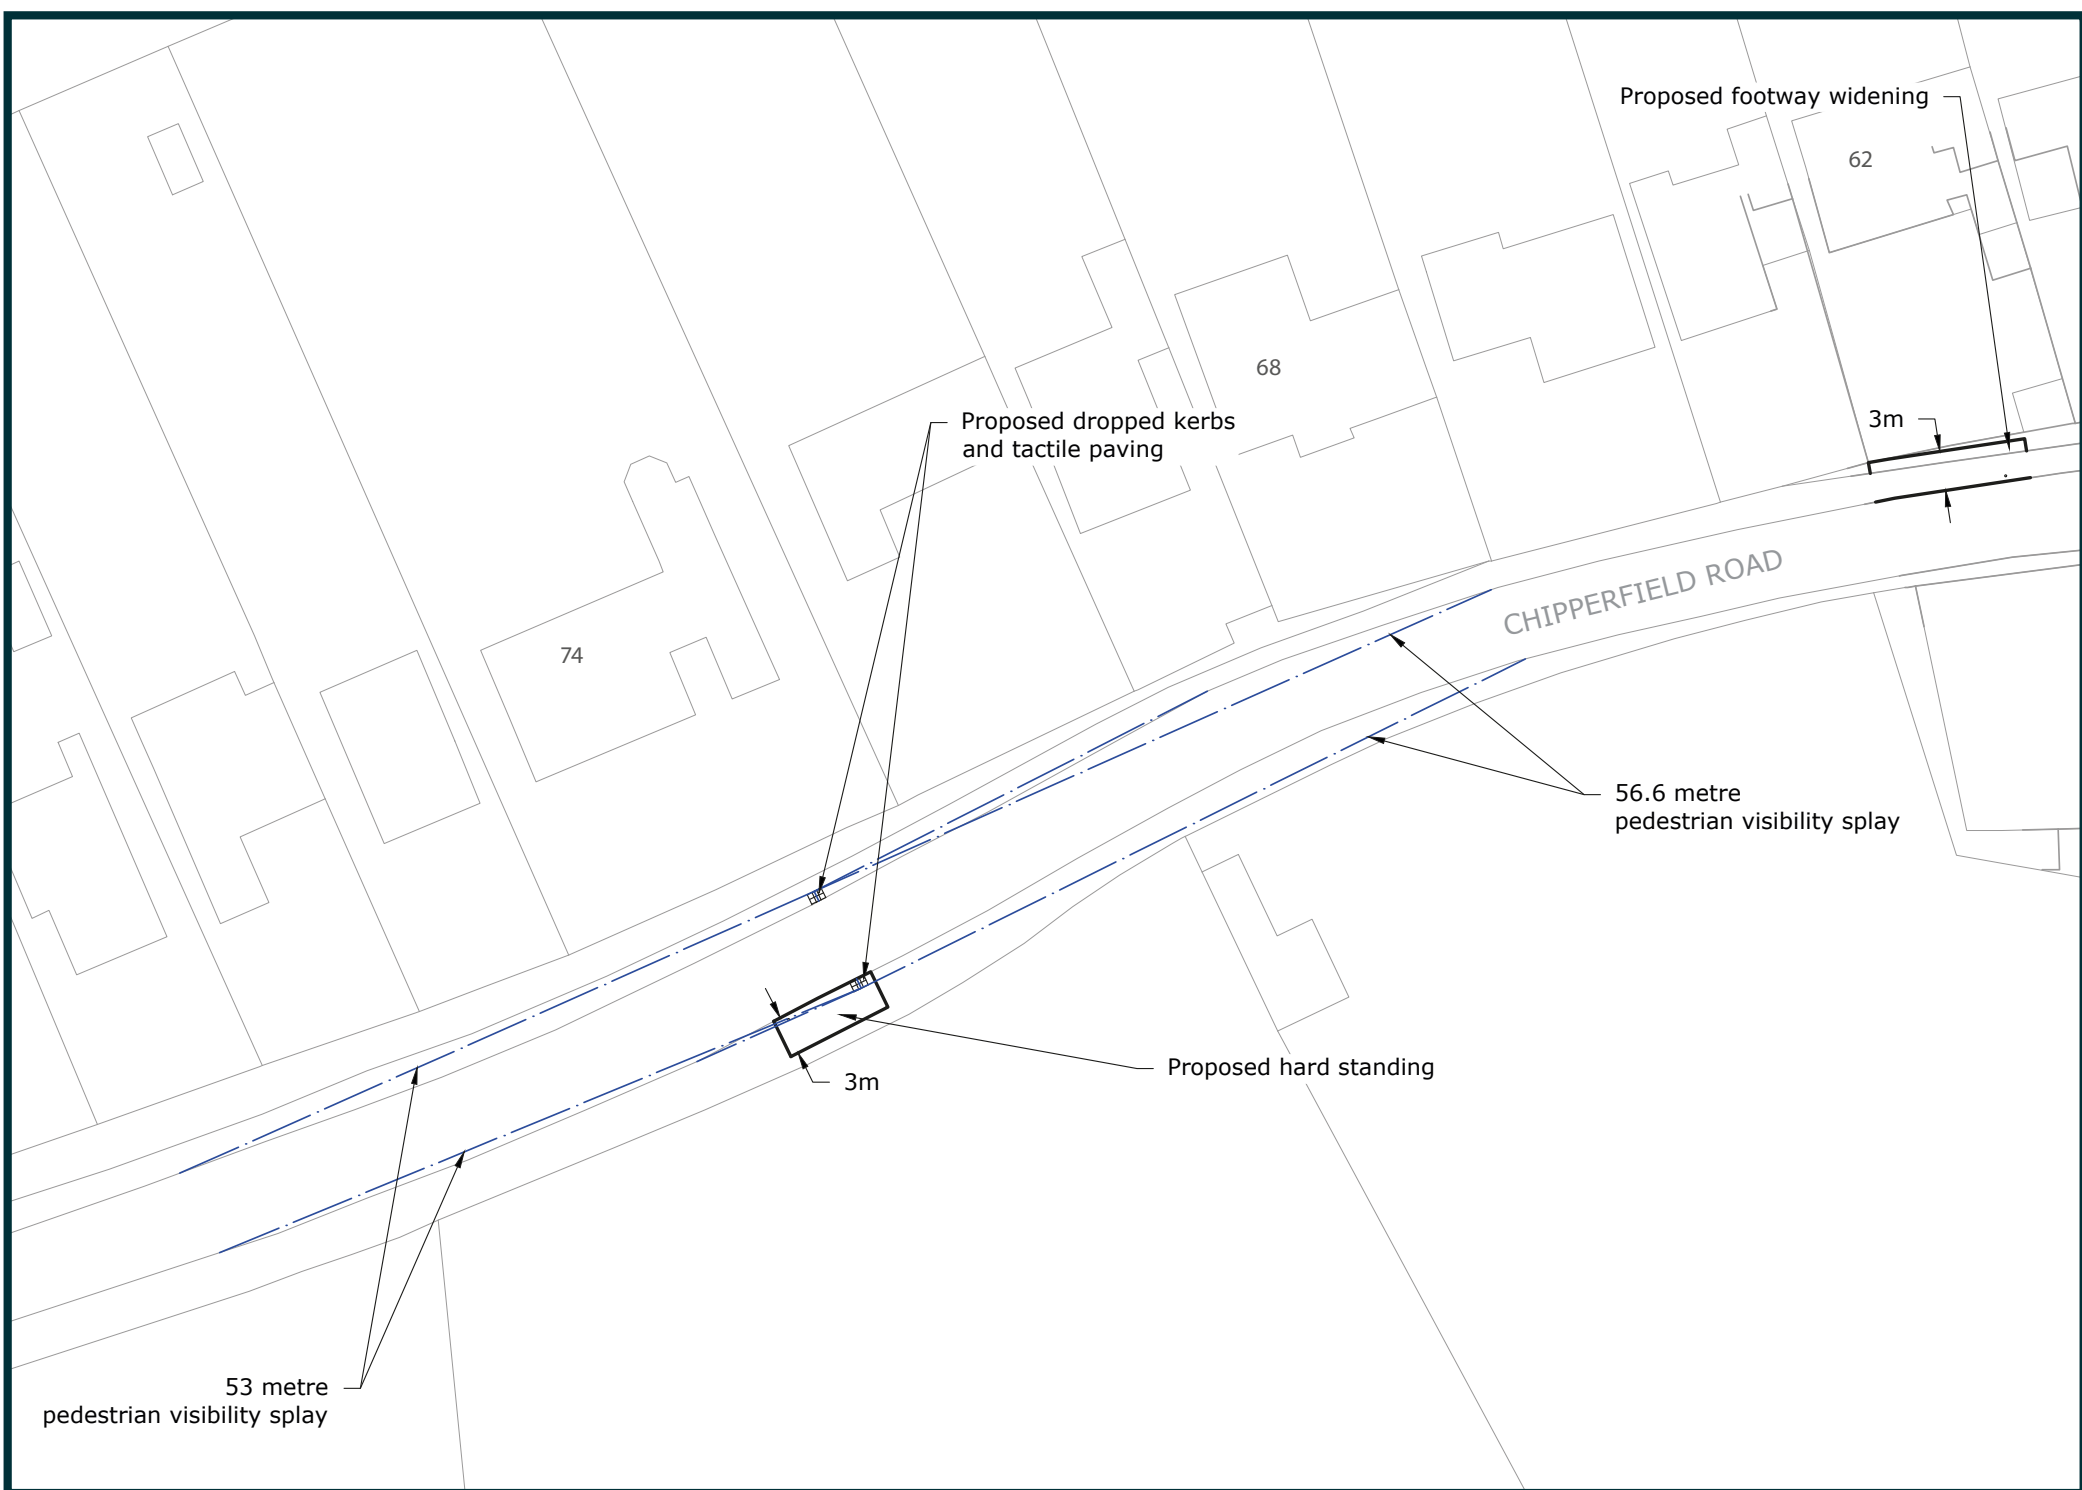 Proposed footway widening
62
68
3m
Proposed dropped kerbs
and tactile paving
CHIPPERFIELD ROAD
74
56.6 metre
pedestrian visibility splay
Proposed hard standing
3m
53 metre
pedestrian visibility splay